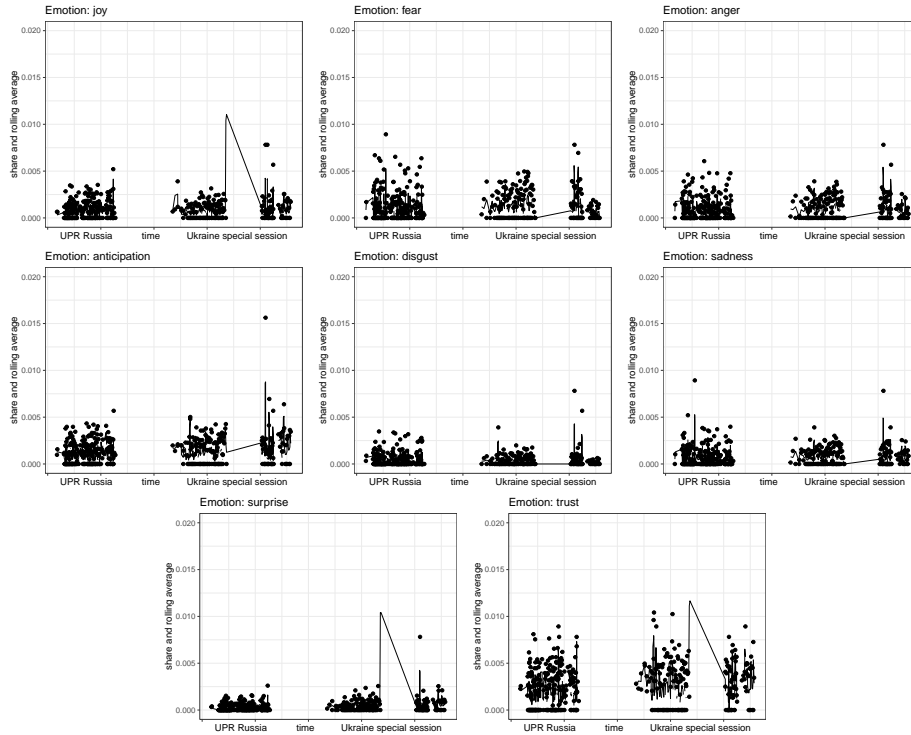 Emotion: joy
share and rolling average
0.020
0.015
0.010
0.005
0.000
UPR Russia time Ukraine special session
Emotion: fear
share and rolling average
0.020
0.015
0.010
0.005
0.000
UPR Russia time Ukraine special session
Emotion: anger
share and rolling average
0.020
0.015
0.010
0.005
0.000
UPR Russia time Ukraine special session
Emotion: anticipation
share and rolling average
0.020
0.015
0.010
0.005
0.000
UPR Russia time Ukraine special session
Emotion: disgust
share and rolling average
0.020
0.015
0.010
0.005
0.000
UPR Russia time Ukraine special session
Emotion: sadness
share and rolling average
0.020
0.015
0.010
0.005
0.000
UPR Russia time Ukraine special session
Emotion: surprise
share and rolling average
0.020
0.015
0.010
0.005
0.000
UPR Russia time Ukraine special session
Emotion: trust
share and rolling average
0.020
0.015
0.010
0.005
0.000
UPR Russia time Ukraine special session